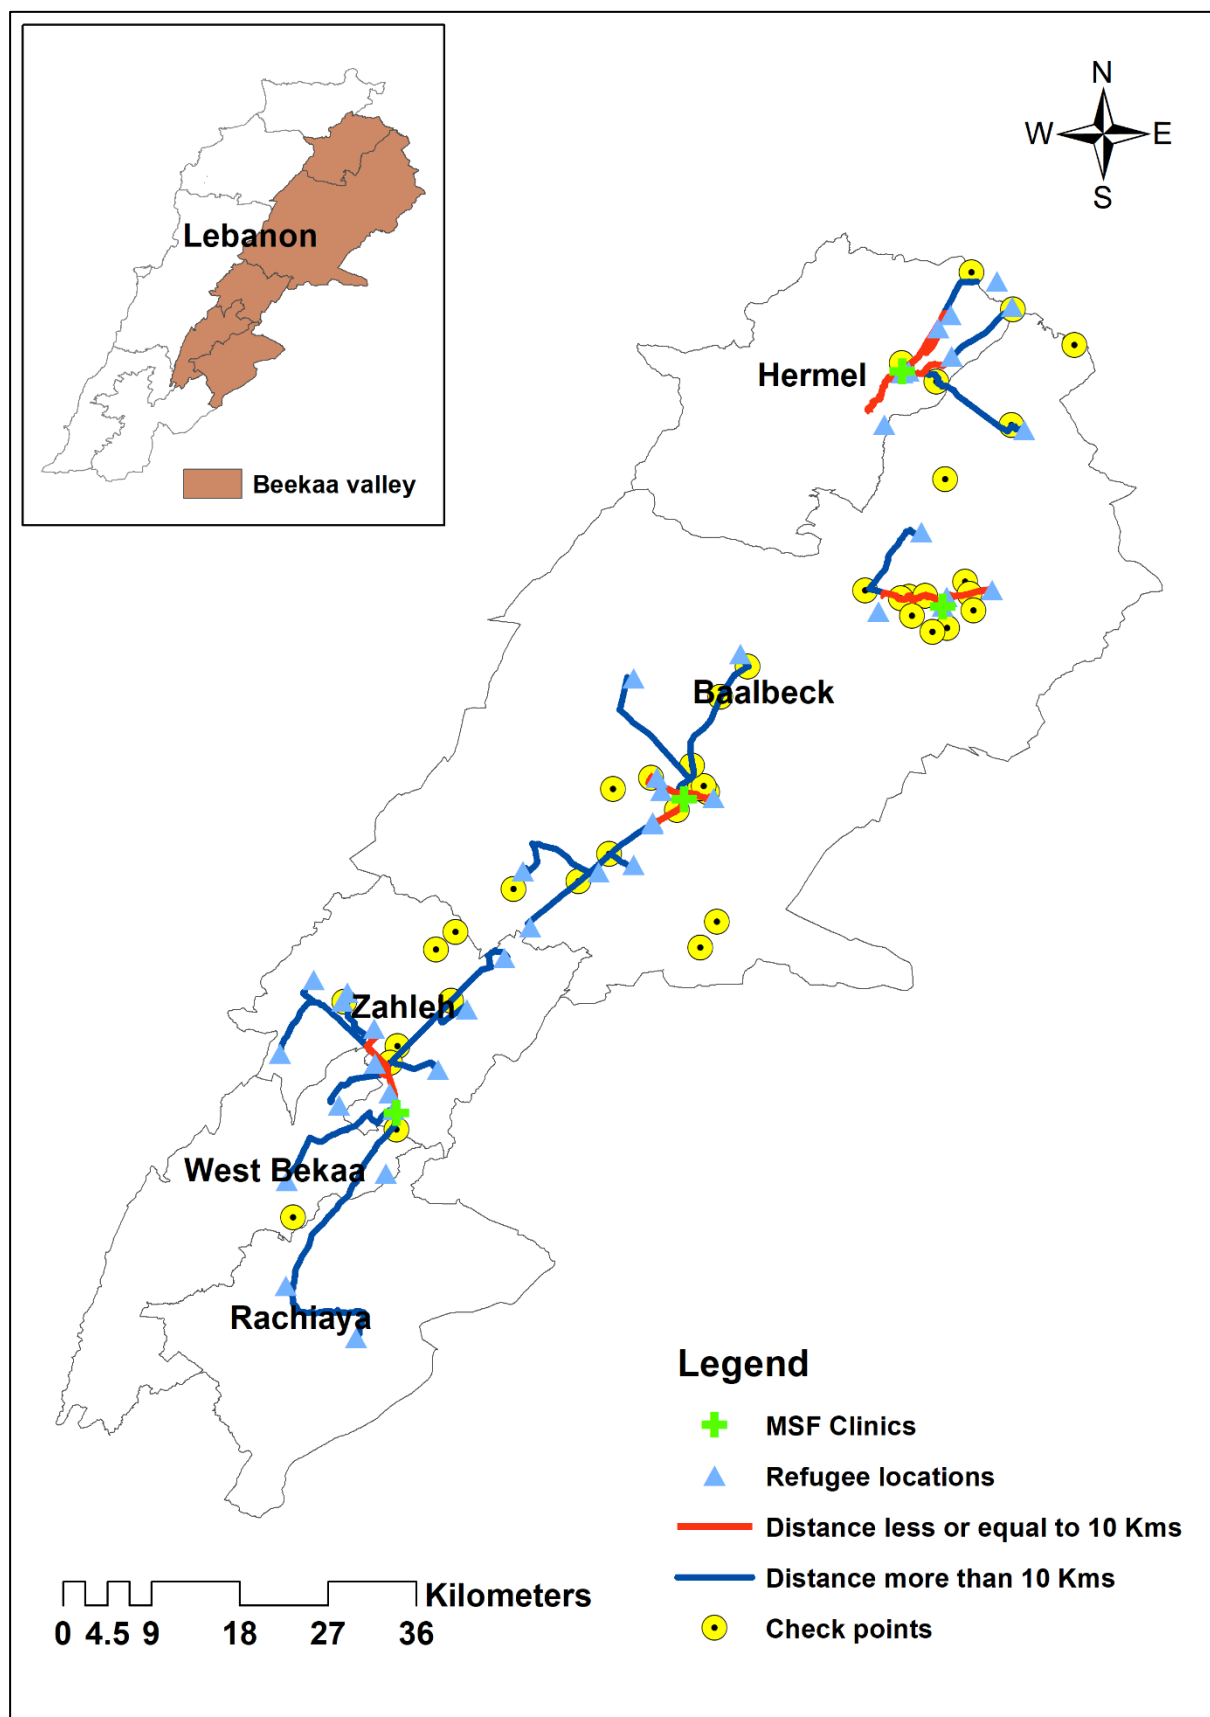 N
W E
S
Lebanon
Beekaa valley
Hermel
Baalbeck
Zahleh
West Bekaa
Rachiaya
Legend
MSF Clinics
Refugee locations
Distance less or equal to 10 Kms
Distance more than 10 Kms
Check points
Kilometers
0 4.5 9 18 27 36